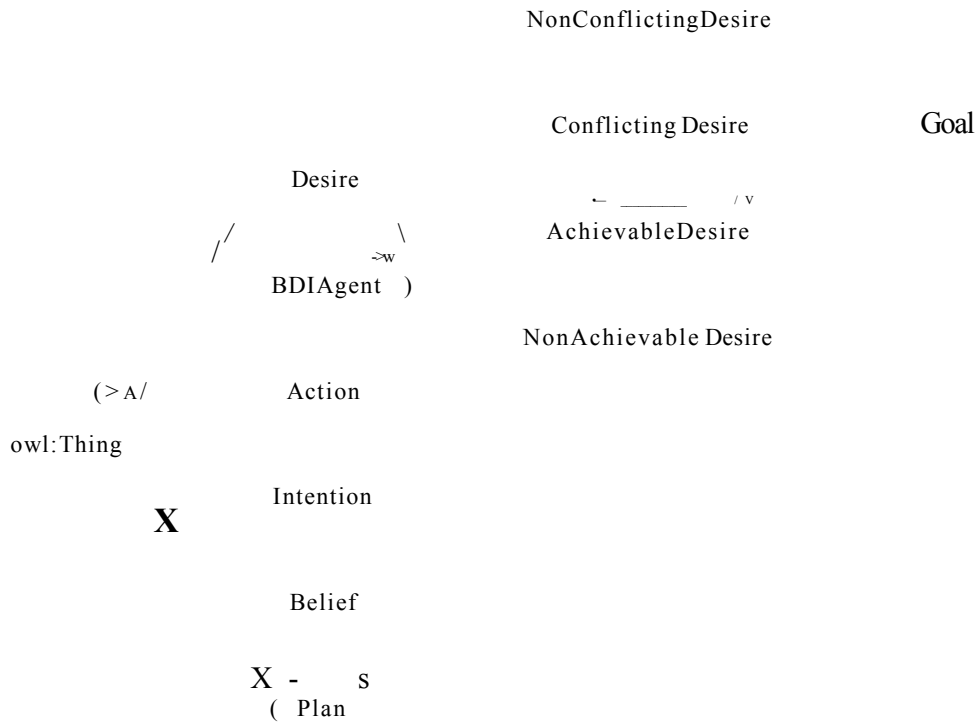 NonConflictingDesire
Conflicting Desire Goal
Desire
/ V
/ \
/ ->w
AchievableDesire
BDIAgent )
NonAchievable Desire
(> A/ Action
owl:Thing
Intention
X
Belief
X - s
( Plan